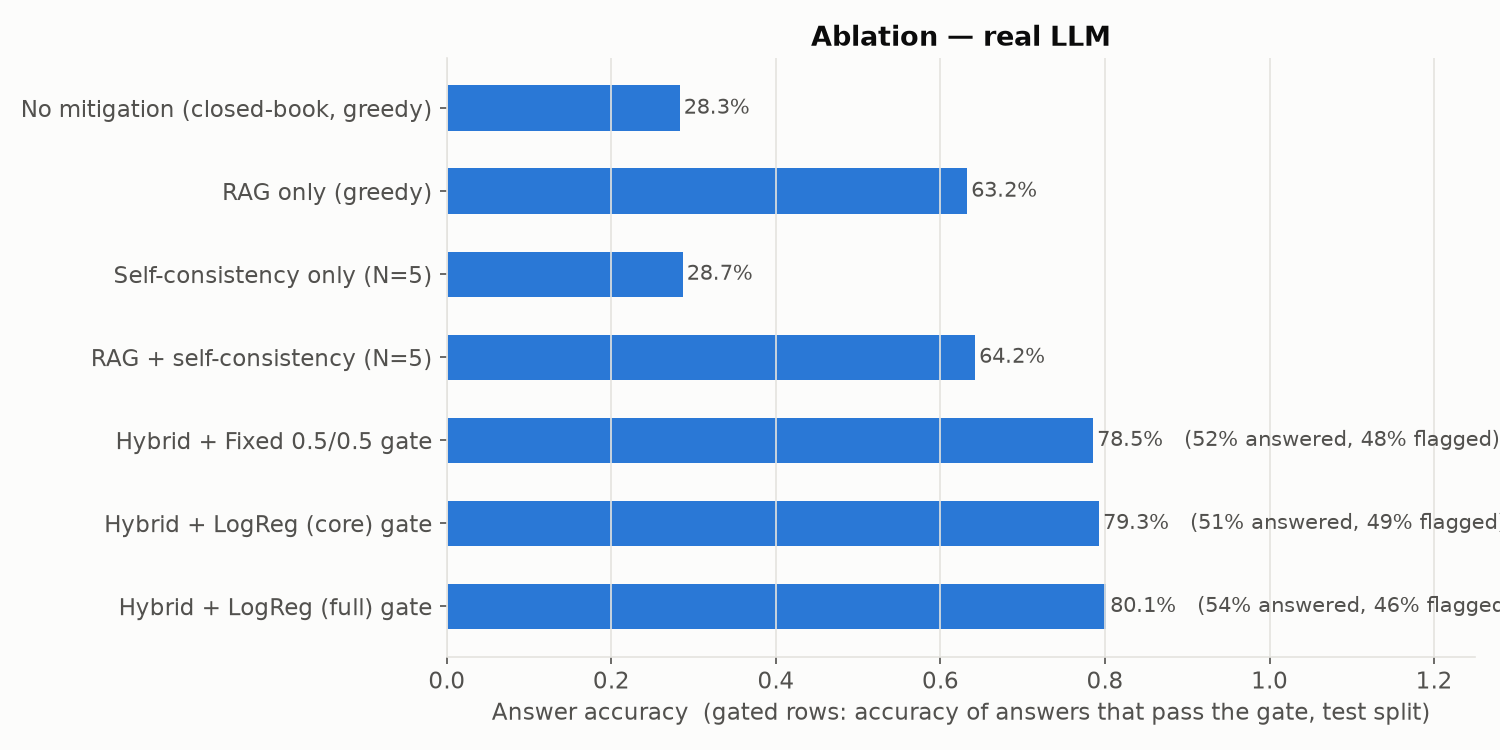 Ablation — real LLM
No mitigation (closed-book, greedy)
28.3%
RAG only (greedy)
63.2%
Self-consistency only (N=5)
28.7%
RAG + self-consistency (N=5)
64.2%
Hybrid + Fixed 0.5/0.5 gate
78.5% (52% answered, 48% flagged)
Hybrid + LogReg (core) gate
79.3% (51% answered, 49% flagged)
Hybrid + LogReg (full) gate
80.1% (54% answered, 46% flagged
0.0 0.2 0.4 0.6 0.8 1.0 1.2
Answer accuracy (gated rows: accuracy of answers that pass the gate, test split)